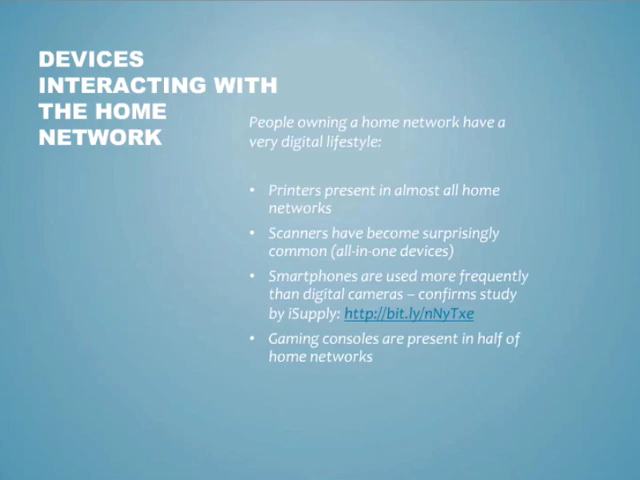 DEVICES
INTERACTING WITH
THE HOME
NETWORK
People owning a home network have a
very digital lifestyle:
• Printers present in almost all home
networks
• Scanners have become surprisingly
common (all-in-one devices)
• Smartphones are used more frequently
than digital cameras – confirms study
by iSupply: http://bit.ly/nNyTxe
• Gaming consoles are present in half of
home networks